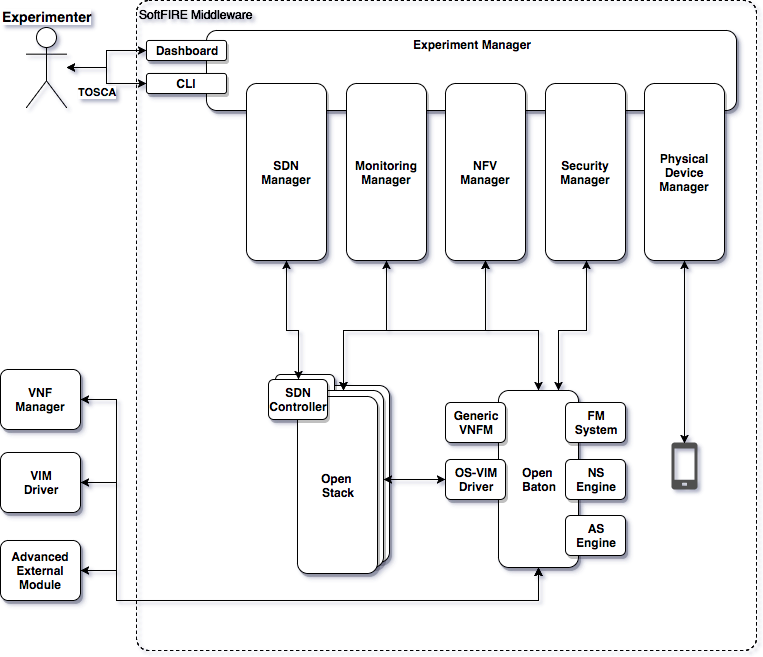 Experimenter
SoftFIRE Middleware
Dashboard
CLI
TOSCA
Experiment Manager
SDN
Manager
Monitoring
Manager
NFV
Manager
Security
Manager
Physical
Device
Manager
VNF
Manager
VIM
Driver
Advanced
External
Module
SDN
Controller
Open
Stack
Generic
VNFM
OS-VIM
Driver
Open
Baton
FM
System
NS
Engine
AS
Engine